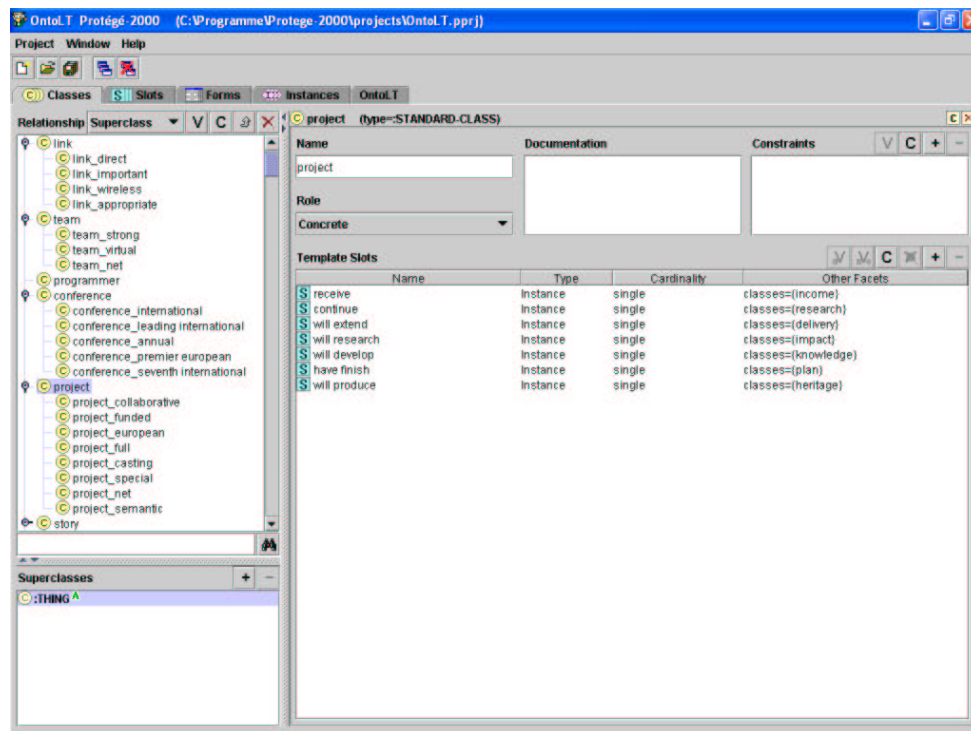 OntoLT Protégé-2000 (C:\Programme\Protege-2000\projects\OntoLT.pprj)
Project Window Help
C Classes S Slots Forms Instances OntoLT
Relationship Superclass V C
C link
C link_direct
C link_important
C link_wireless
C link_appropriate
C team
C team_strong
C team_virtual
C team_net
C programmer
C conference
C conference_international
C conference_leading international
C conference_annual
C conference_premier european
C conference_seventh international
C project
C project_collaborative
C project_funded
C project_european
C project_full
C project_casting
C project_special
C project_net
C project_semantic
C story
Superclasses + -
C :THING A
C project (type=:STANDARD-CLASS) C X
Name Documentation Constraints V C + -
project
Role
Concrete
Template Slots V V C X + -
Name Type Cardinality Other Facets
S receive Instance single classes={income}
S continue Instance single classes={research}
S will extend Instance single classes={delivery}
S will research Instance single classes={impact}
S will develop Instance single classes={knowledge}
S have finish Instance single classes={plan}
S will produce Instance single classes={heritage}